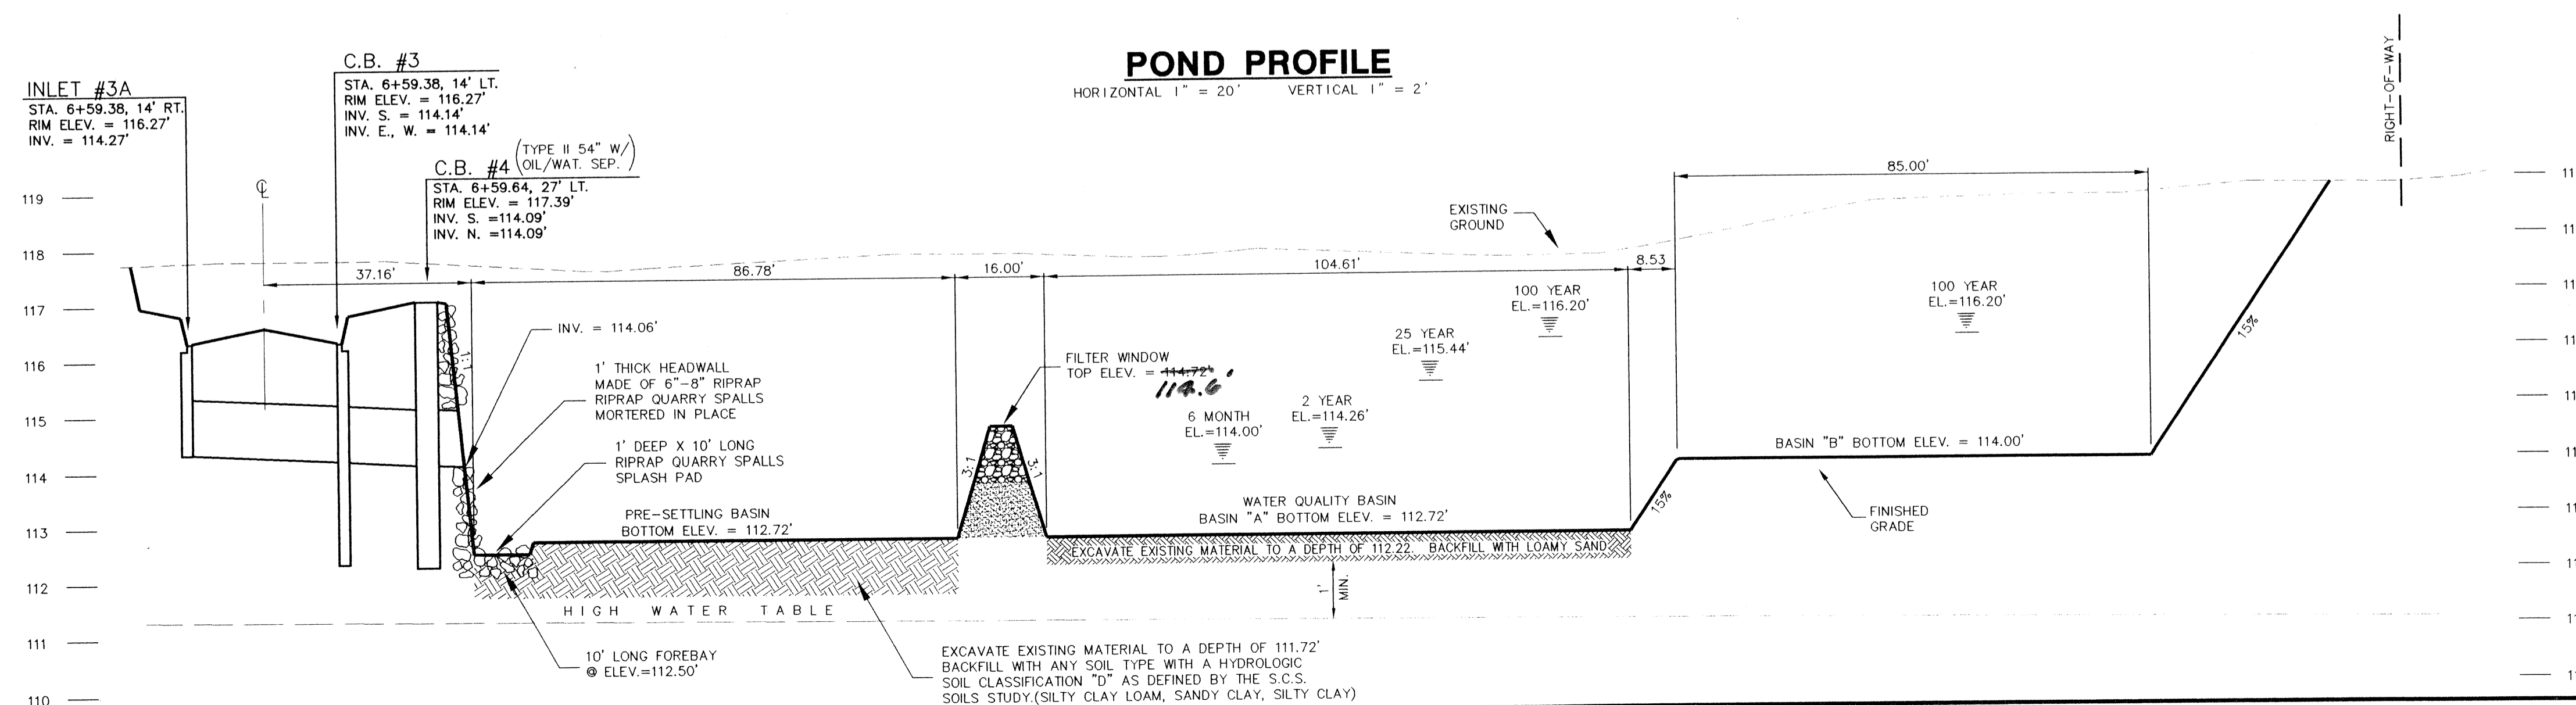 POND PROFILE
HORIZONTAL 1" = 20' VERTICAL 1" = 2'
INLET #3A
STA. 6+59.38, 14' RT.
RIM ELEV. = 116.27'
INV. = 114.27'
C.B. #3
STA. 6+59.38, 14' LT.
RIM ELEV. = 116.27'
INV. S. = 114.14'
INV. E., W. = 114.14'
C.B. #4 (TYPE II 54" W/
OIL/WAT. SEP.)
STA. 6+59.64, 27' LT.
RIM ELEV. = 117.39'
INV. S. =114.09'
INV. N. =114.09'
RIGHT-OF-WAY
℄
EXISTING
GROUND
37.16'
86.78'
16.00'
104.61'
8.53
85.00'
119
118
117
116
115
114
113
112
111
110
INV. = 114.06'
1:1
1' THICK HEADWALL
MADE OF 6"-8" RIPRAP
RIPRAP QUARRY SPALLS
MORTERED IN PLACE
1' DEEP X 10' LONG
RIPRAP QUARRY SPALLS
SPLASH PAD
PRE-SETTLING BASIN
BOTTOM ELEV. = 112.72'
FILTER WINDOW
TOP ELEV. = 114.72'
114.6'
3:1
3:1
6 MONTH
EL.=114.00'
2 YEAR
EL.=114.26'
25 YEAR
EL.=115.44'
100 YEAR
EL.=116.20'
100 YEAR
EL.=116.20'
WATER QUALITY BASIN
BASIN "A" BOTTOM ELEV. = 112.72'
EXCAVATE EXISTING MATERIAL TO A DEPTH OF 112.22. BACKFILL WITH LOAMY SAND
15%
BASIN "B" BOTTOM ELEV. = 114.00'
FINISHED
GRADE
15%
1'
MIN.
HIGH WATER TABLE
10' LONG FOREBAY
@ ELEV.=112.50'
EXCAVATE EXISTING MATERIAL TO A DEPTH OF 111.72'
BACKFILL WITH ANY SOIL TYPE WITH A HYDROLOGIC
SOIL CLASSIFICATION "D" AS DEFINED BY THE S.C.S.
SOILS STUDY.(SILTY CLAY LOAM, SANDY CLAY, SILTY CLAY)